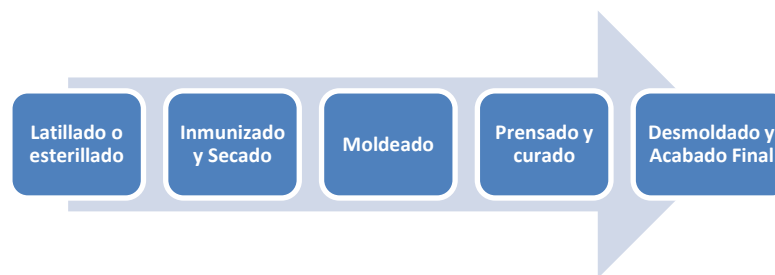 Latillado o
esterillado
Inmunizado
y Secado
Moldeado
Prensado y
curado
Desmoldado y
Acabado Final